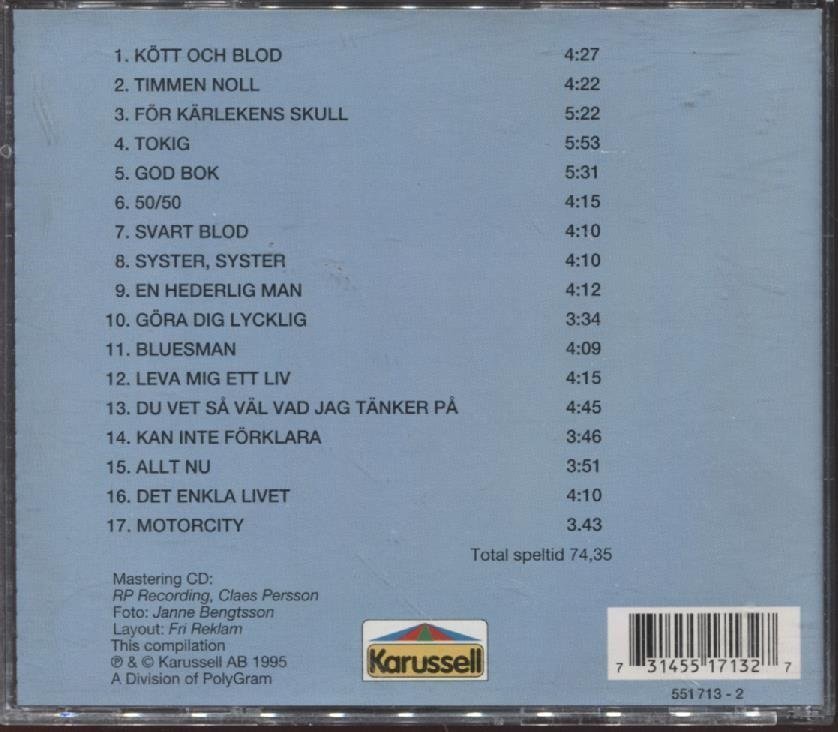 1. KÖTT OCH BLOD 4:27
2. TIMMEN NOLL 4:22
3. FÖR KÄRLEKENS SKULL 5:22
4. TOKIG 5:53
5. GOD BOK 5:31
6. 50/50 4:15
7. SVART BLOD 4:10
8. SYSTER, SYSTER 4:10
9. EN HEDERLIG MAN 4:12
10. GÖRA DIG LYCKLIG 3:34
11. BLUESMAN 4:09
12. LEVA MIG ETT LIV 4:15
13. DU VET SÅ VÄL VAD JAG TÄNKER PÅ 4:45
14. KAN INTE FÖRKLARA 3:46
15. ALLT NU 3:51
16. DET ENKLA LIVET 4:10
17. MOTORCITY 3.43
Total speltid 74,35
Mastering CD:
RP Recording, Claes Persson
Foto: Janne Bengtsson
Layout: Fri Reklam
This compilation
℗ & © Karussell AB 1995
A Division of PolyGram
Karussell
7 31455 17132 7
551 713 - 2